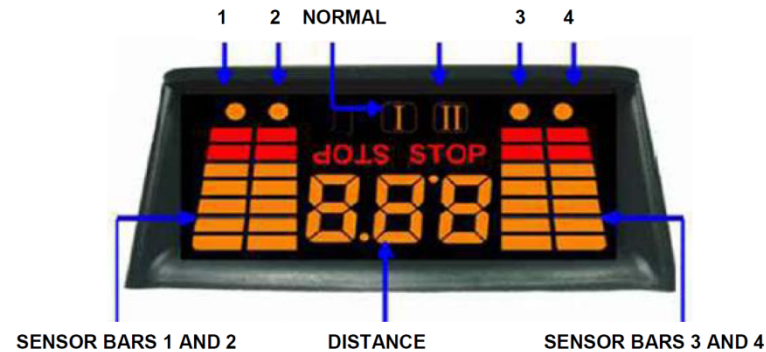 1 2 NORMAL 3 4
I II
STOP STOP
8.8.8
SENSOR BARS 1 AND 2 DISTANCE SENSOR BARS 3 AND 4